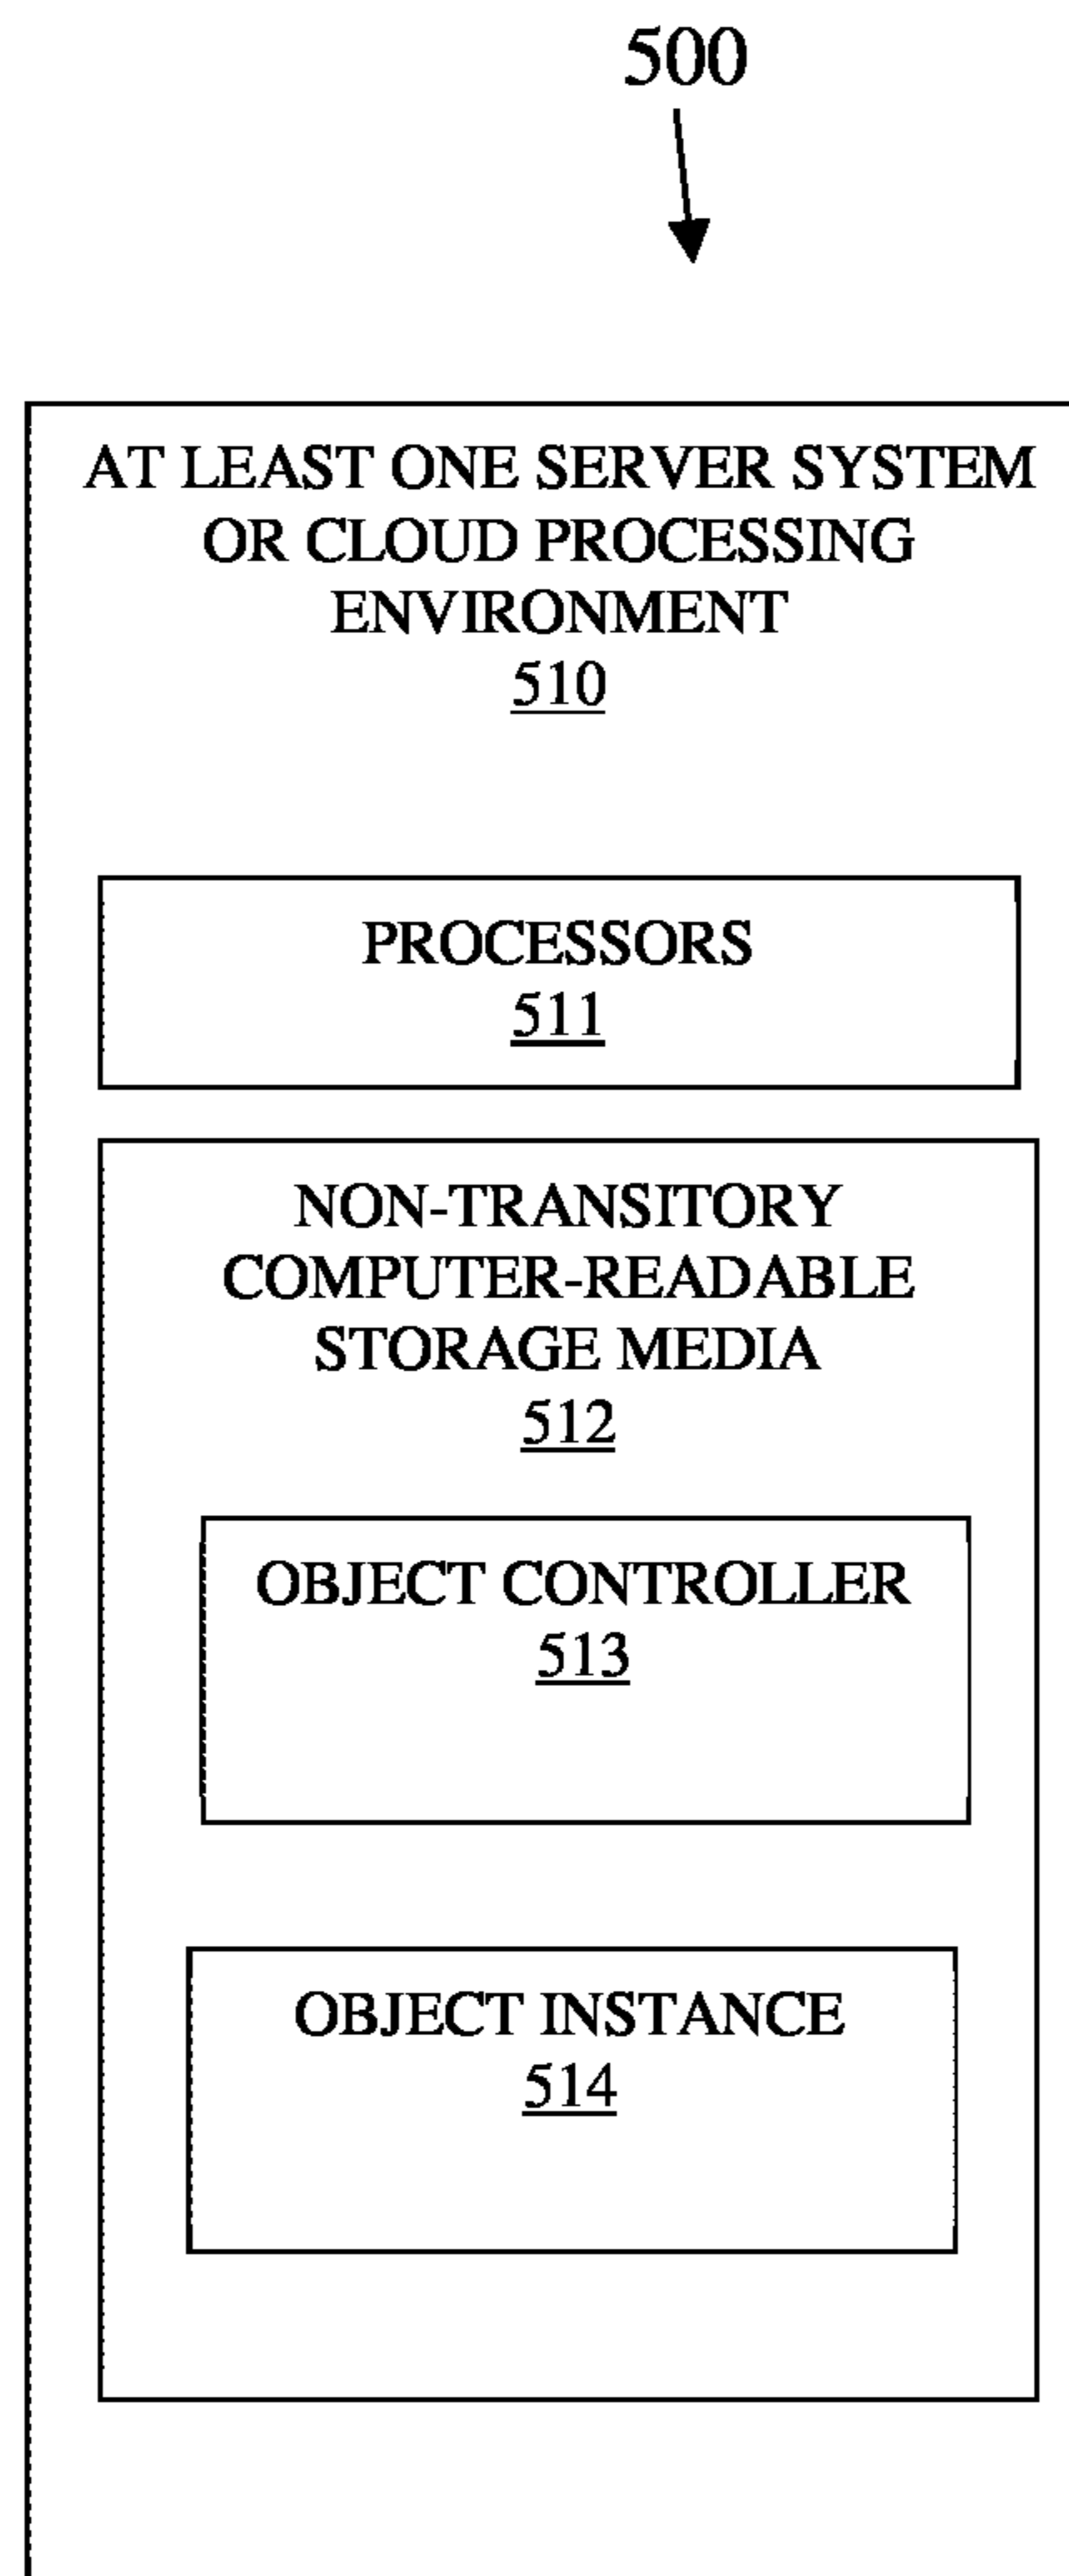 500
AT LEAST ONE SERVER SYSTEM
OR CLOUD PROCESSING
ENVIRONMENT
510
PROCESSORS
511
NON-TRANSITORY
COMPUTER-READABLE
STORAGE MEDIA
512
OBJECT CONTROLLER
513
OBJECT INSTANCE
514